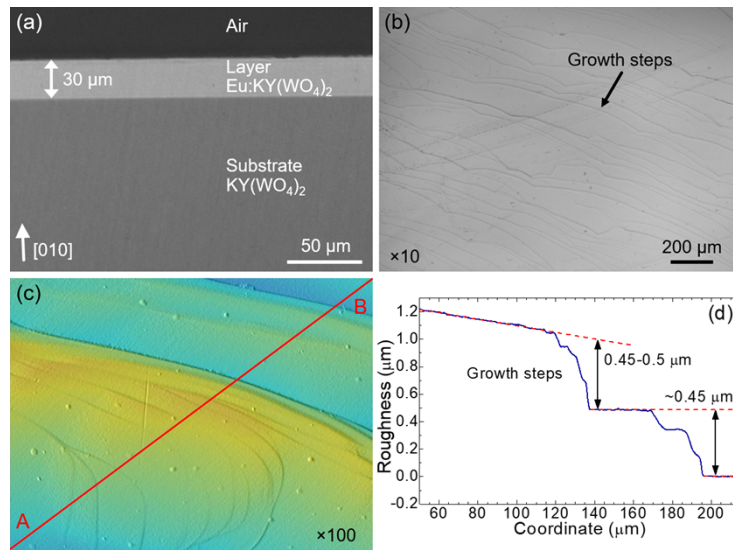 (a)
Air
30 μm
Layer
Eu:KY(WO₄)₂
Substrate
KY(WO₄)₂
[010]
50 μm
(b)
Growth steps
×10
200 μm
(c)
B
A
×100
(d)
1.2
1.0
0.8
0.6
0.4
0.2
0.0
-0.2
Roughness (μm)
0.45-0.5 μm
Growth steps
~0.45 μm
60 80 100 120 140 160 180 200
Coordinate (μm)